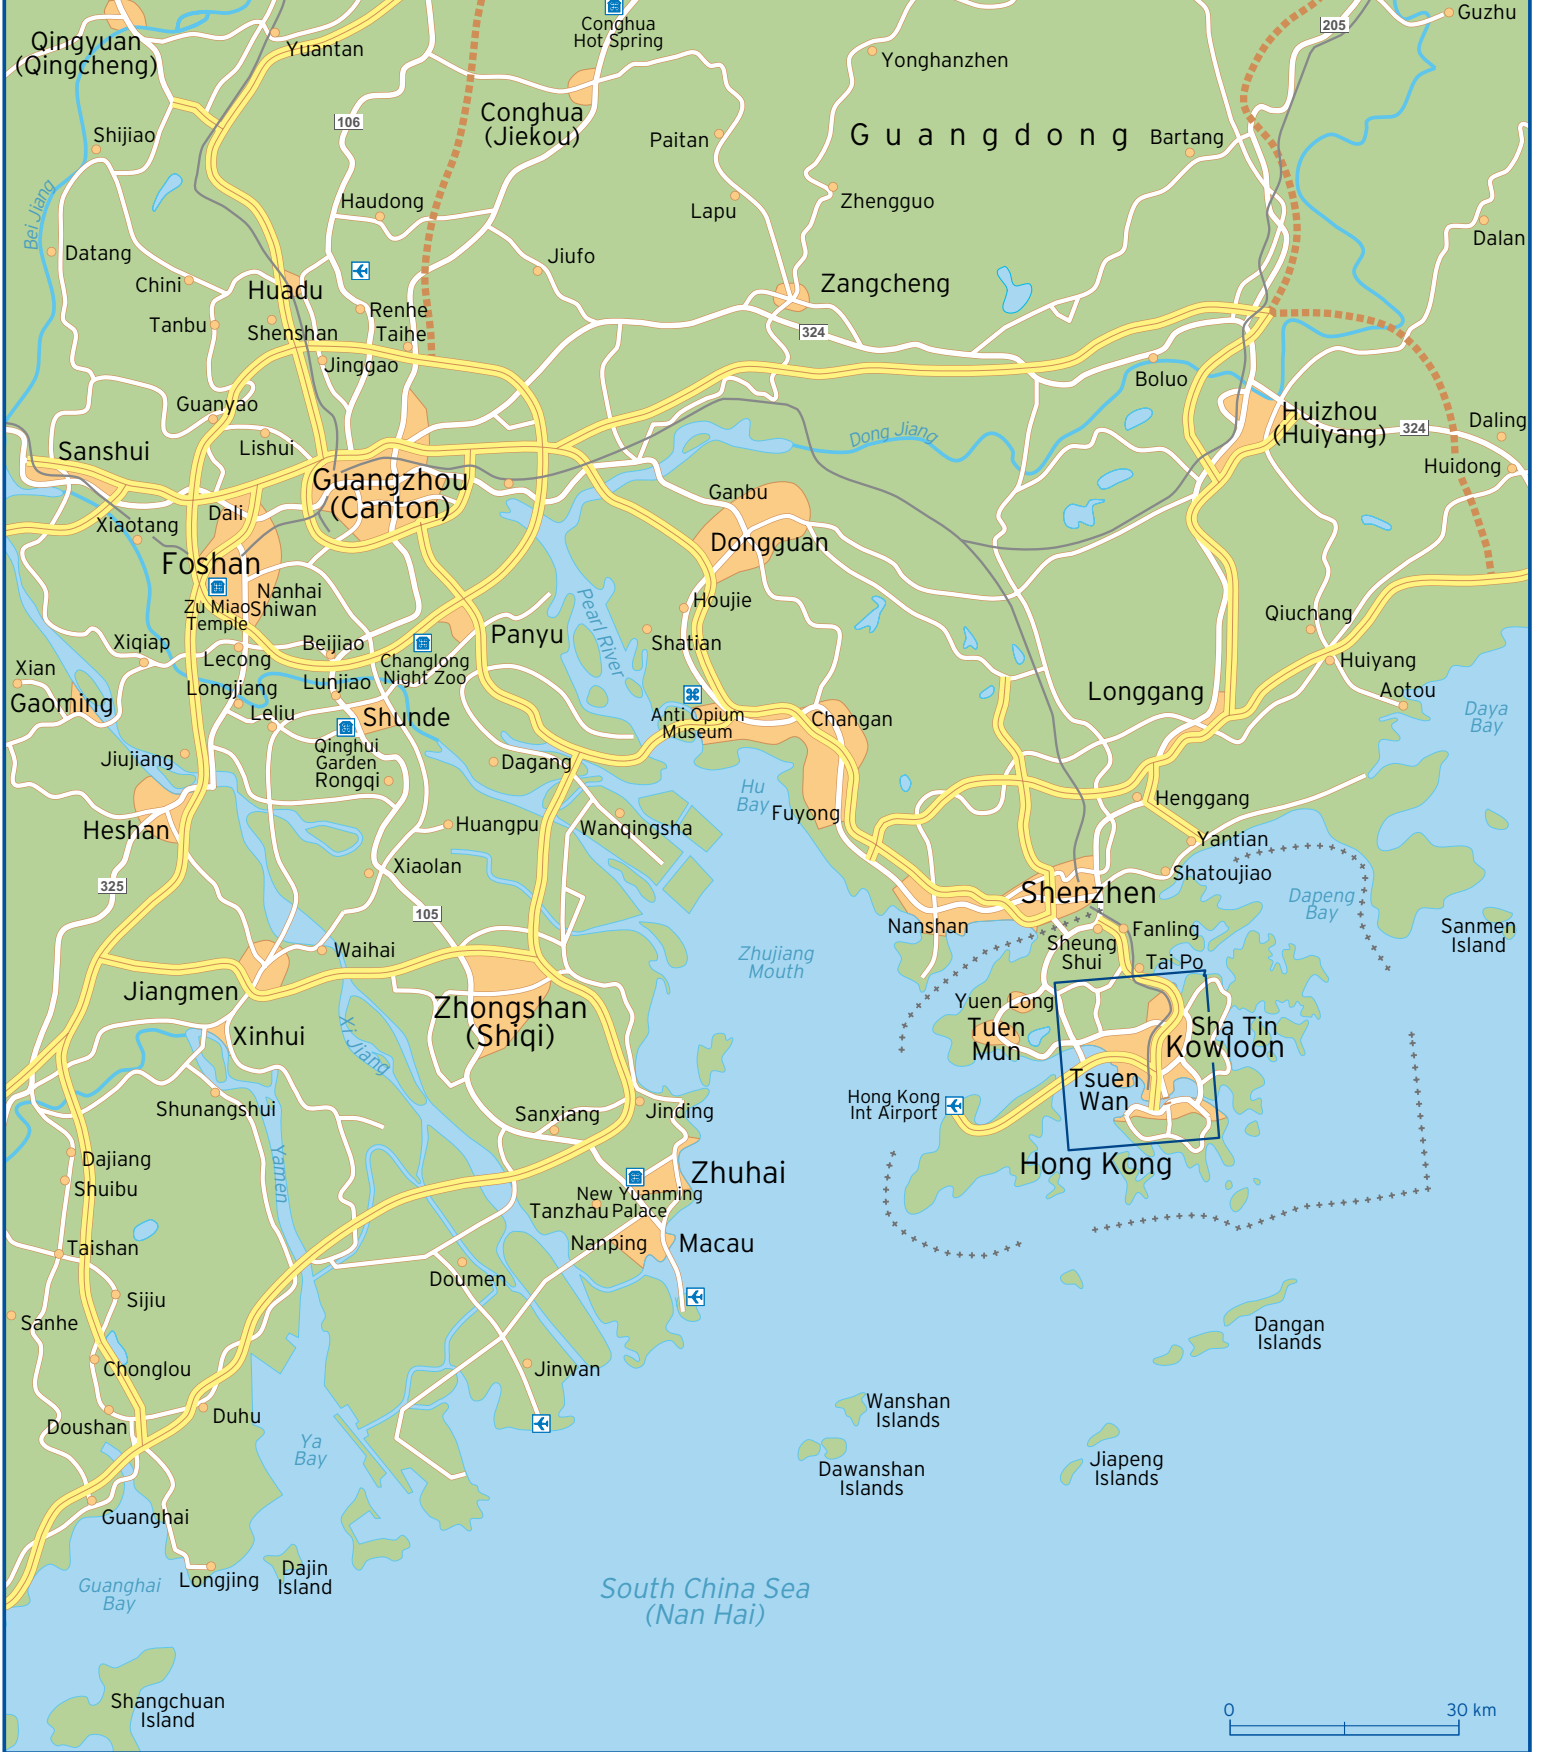 Conghua
Hot Spring
Guzhu
205
Qingyuan
(Qingcheng)
Yuantan
Yonghanzhen
Conghua
(Jiekou)
106
Guangdong
Shijiao
Paitan
Bartang
Bei Jiang
Haudong
Lapu
Zhengguo
Dalan
Datang
Jiufo
Chini
Huadu
Zangcheng
Tanbu
Renhe
Shenshan
Taihe
324
Jinggao
Boluo
Guanyao
Huizhou
(Huiyang)
324
Daling
Sanshui
Lishui
Dong Jiang
Huidong
Guangzhou
(Canton)
Ganbu
Dali
Xiaotang
Dongguan
Foshan
Nanhai
Zu Miao
Temple
Shiwan
Houjie
Pearl River
Qiuchang
Xiqiap
Beijiao
Panyu
Shatian
Lecong
Changlong
Night Zoo
Huiyang
Xian
Longjiang
Lunjiao
Longgang
Aotou
Gaoming
Leliu
Shunde
Anti Opium
Museum
Changan
Daya
Bay
Qinghui
Garden
Jiujiang
Rongqi
Dagang
Hu
Bay
Henggang
Fuyong
Heshan
Huangpu
Wanqingsha
Yantian
Xiaolan
Shatoujiao
325
105
Shenzhen
Dapeng
Bay
Nanshan
Fanling
Sanmen
Island
Waihai
Sheung
Shui
Zhujiang
Mouth
Tai Po
Jiangmen
Zhongshan
(Shiqi)
Yuen Long
Xinhui
Xi Jiang
Tuen
Mun
Sha Tin
Kowloon
Tsuen
Wan
Shunangshui
Sanxiang
Jinding
Hong Kong
Int Airport
Dajiang
Yamen
Zhuhai
Hong Kong
Shuibu
New Yuanming
Palace
Tanzhau
Taishan
Nanping
Macau
Doumen
Sijiu
Sanhe
Dangan
Islands
Chonglou
Jinwan
Wanshan
Islands
Doushan
Duhu
Ya
Bay
Dawanshan
Islands
Jiapeng
Islands
Guanghai
Guanghai
Bay
Longjing
Dajin
Island
South China Sea
(Nan Hai)
Shangchuan
Island
0
30 km